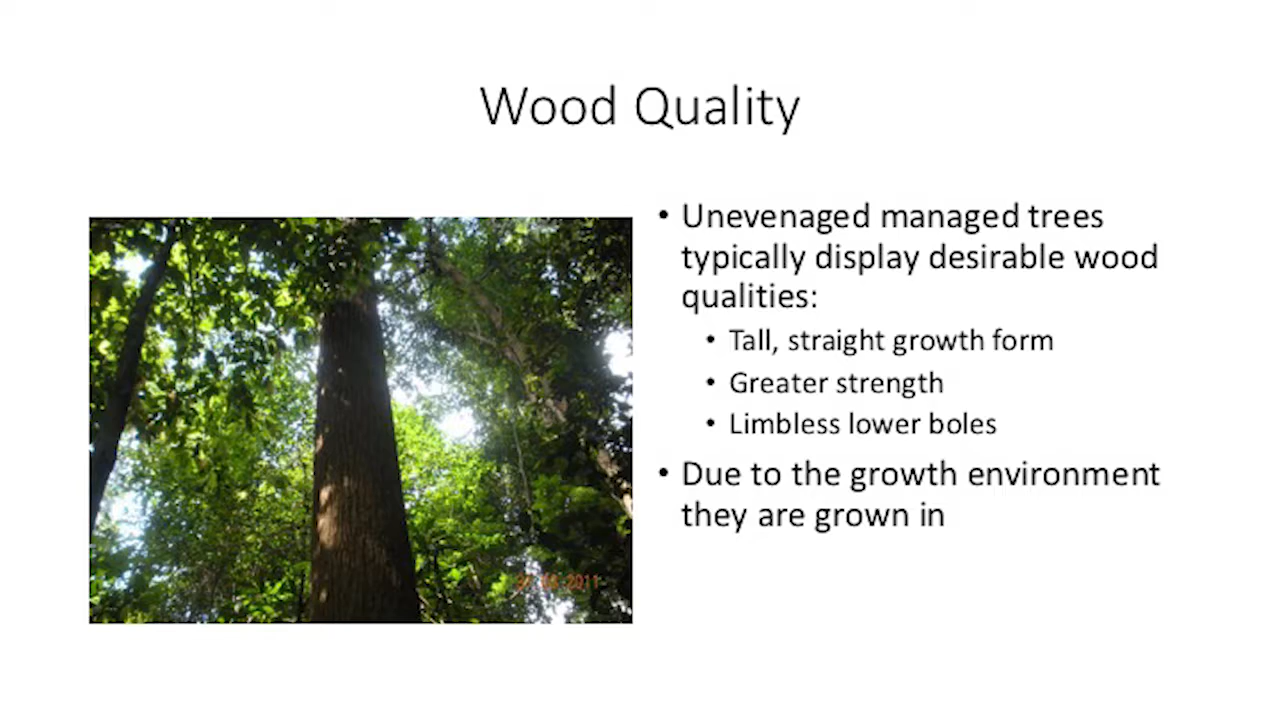 Wood Quality
• Unevenaged managed trees
typically display desirable wood
qualities:
• Tall, straight growth form
• Greater strength
• Limbless lower boles
• Due to the growth environment
they are grown in
2011